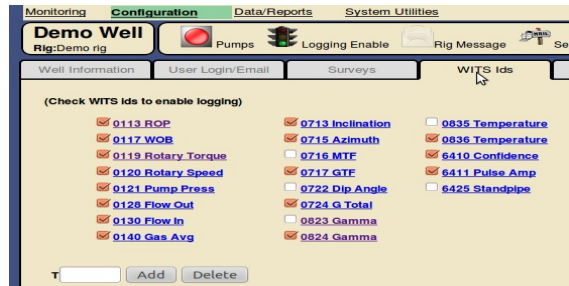 Monitoring Configuration Data/Reports System Utilities
Demo Well
Rig:Demo rig
Pumps
Logging Enable
Rig Message
MAIL
Se
Well Information User Login/Email Surveys WITS Ids
(Check WITS Ids to enable logging)
0113 ROP
0117 WOB
0119 Rotary Torque
0120 Rotary Speed
0121 Pump Press
0128 Flow Out
0130 Flow In
0140 Gas Avg
0713 Inclination
0715 Azimuth
0716 MTF
0717 GTF
0722 Dip Angle
0724 G Total
0823 Gamma
0824 Gamma
0835 Temperature
0836 Temperature
6410 Confidence
6411 Pulse Amp
6425 Standpipe
T Add Delete